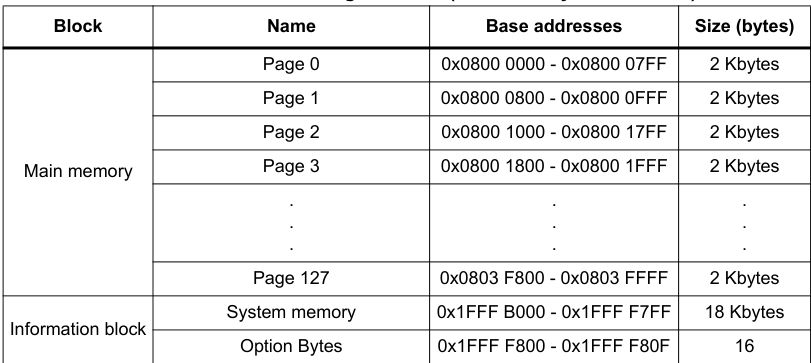 Block Name Base addresses Size (bytes)
Page 0 0x0800 0000 - 0x0800 07FF 2 Kbytes
Page 1 0x0800 0800 - 0x0800 0FFF 2 Kbytes
Page 2 0x0800 1000 - 0x0800 17FF 2 Kbytes
Page 3 0x0800 1800 - 0x0800 1FFF 2 Kbytes
Main memory
. . .
. . .
. . .
Page 127 0x0803 F800 - 0x0803 FFFF 2 Kbytes
Information block
System memory 0x1FFF B000 - 0x1FFF F7FF 18 Kbytes
Option Bytes 0x1FFF F800 - 0x1FFF F80F 16